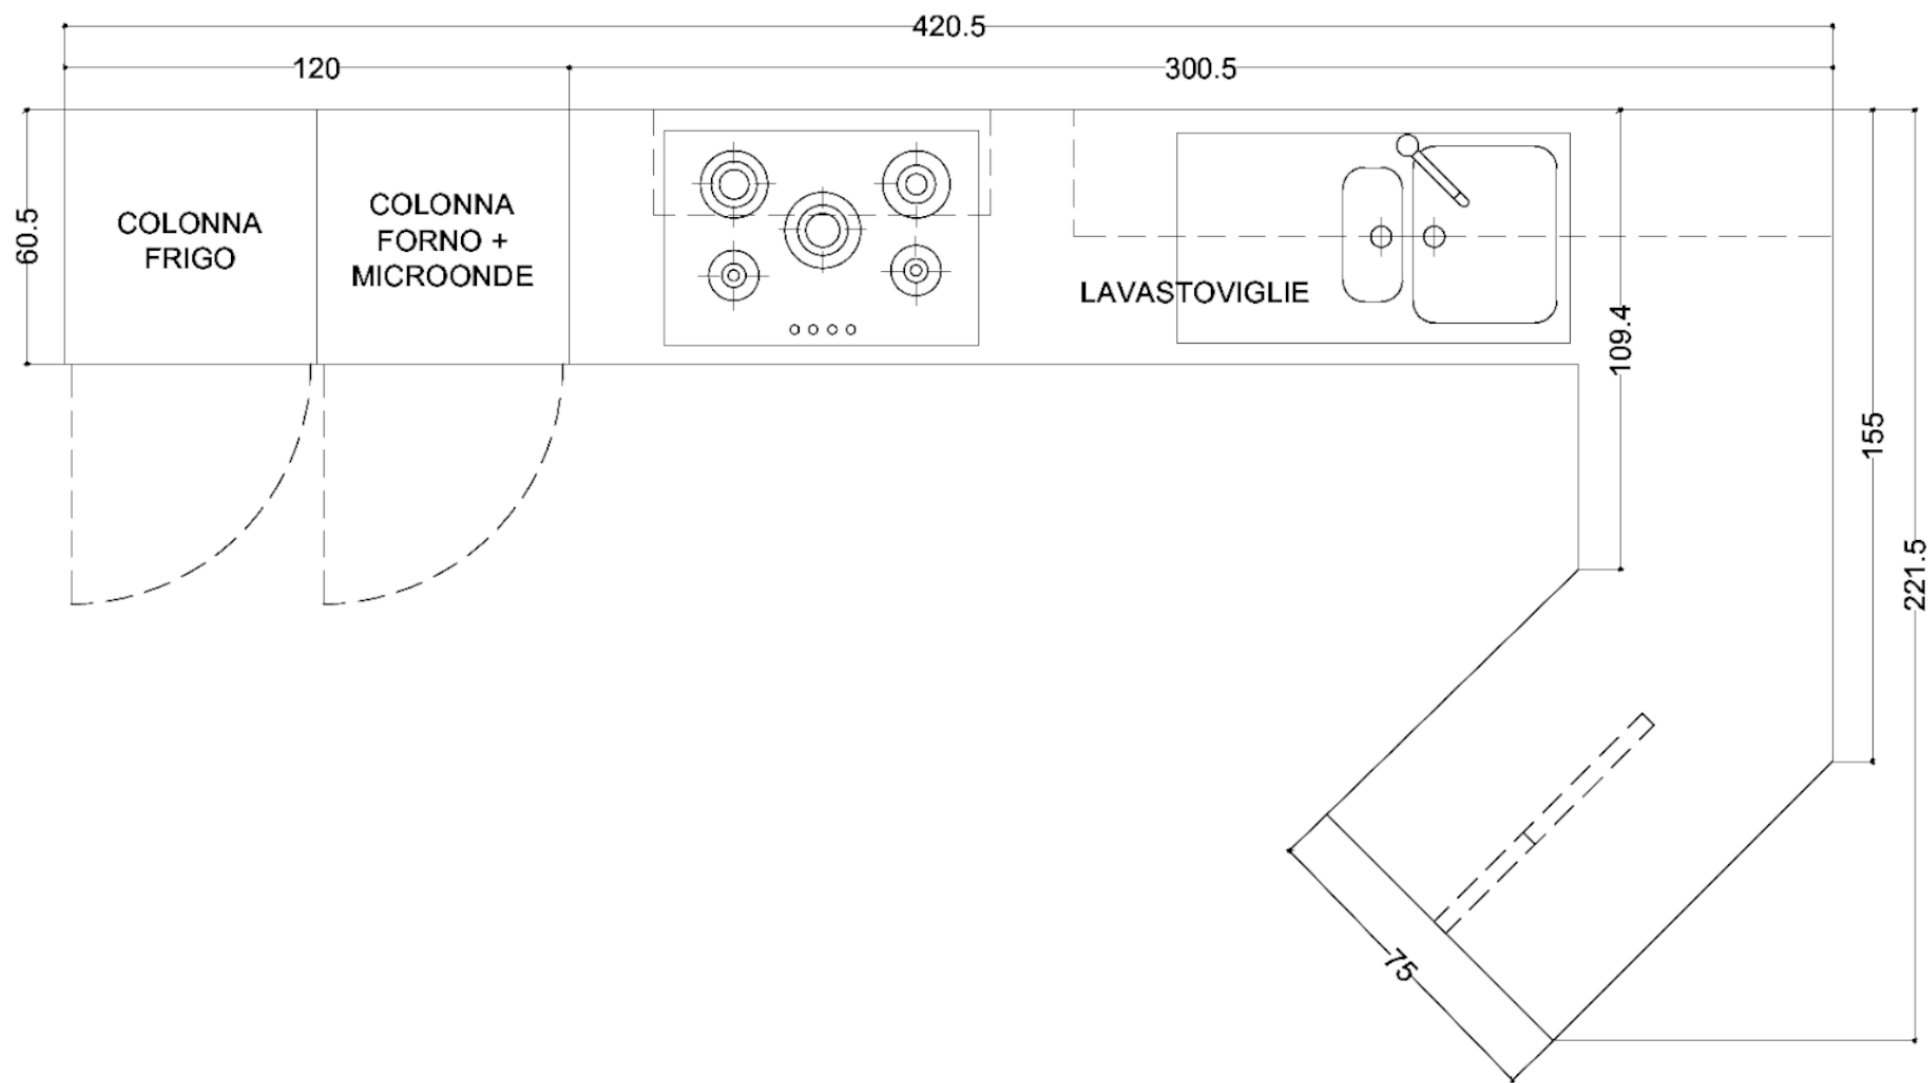 420.5
120
300.5
60.5
COLONNA
FRIGO
COLONNA
FORNO +
MICROONDE
LAVASTOVIGLIE
109.4
155
221.5
75